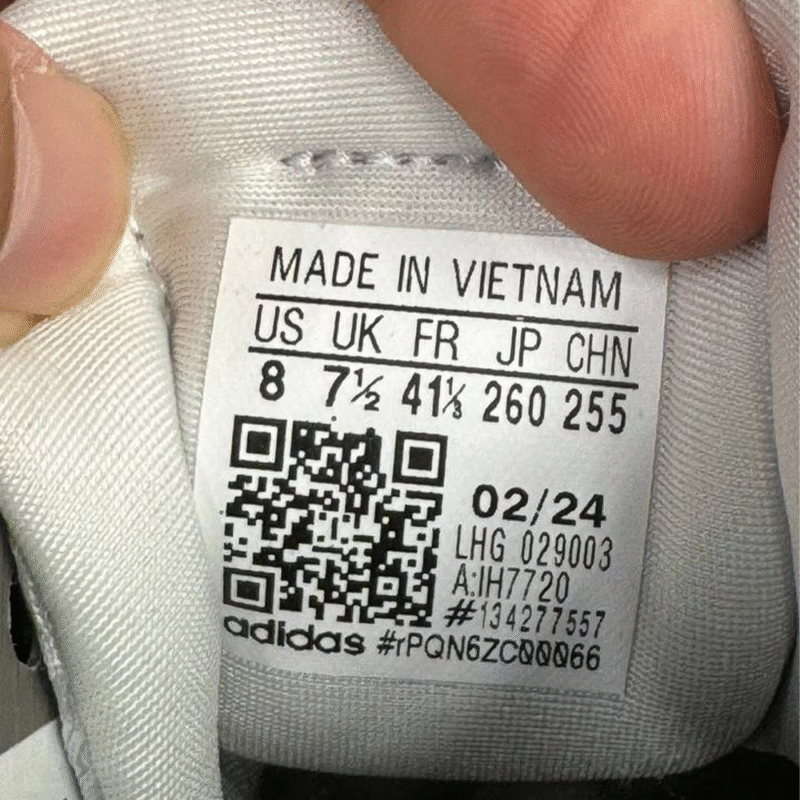 MADE IN VIETNAM
US UK FR JP CHN
8 7½ 41⅓ 260 255
02/24
LHG 029003
A:IH7720
#134277557
adidas #rPQN6ZC00066